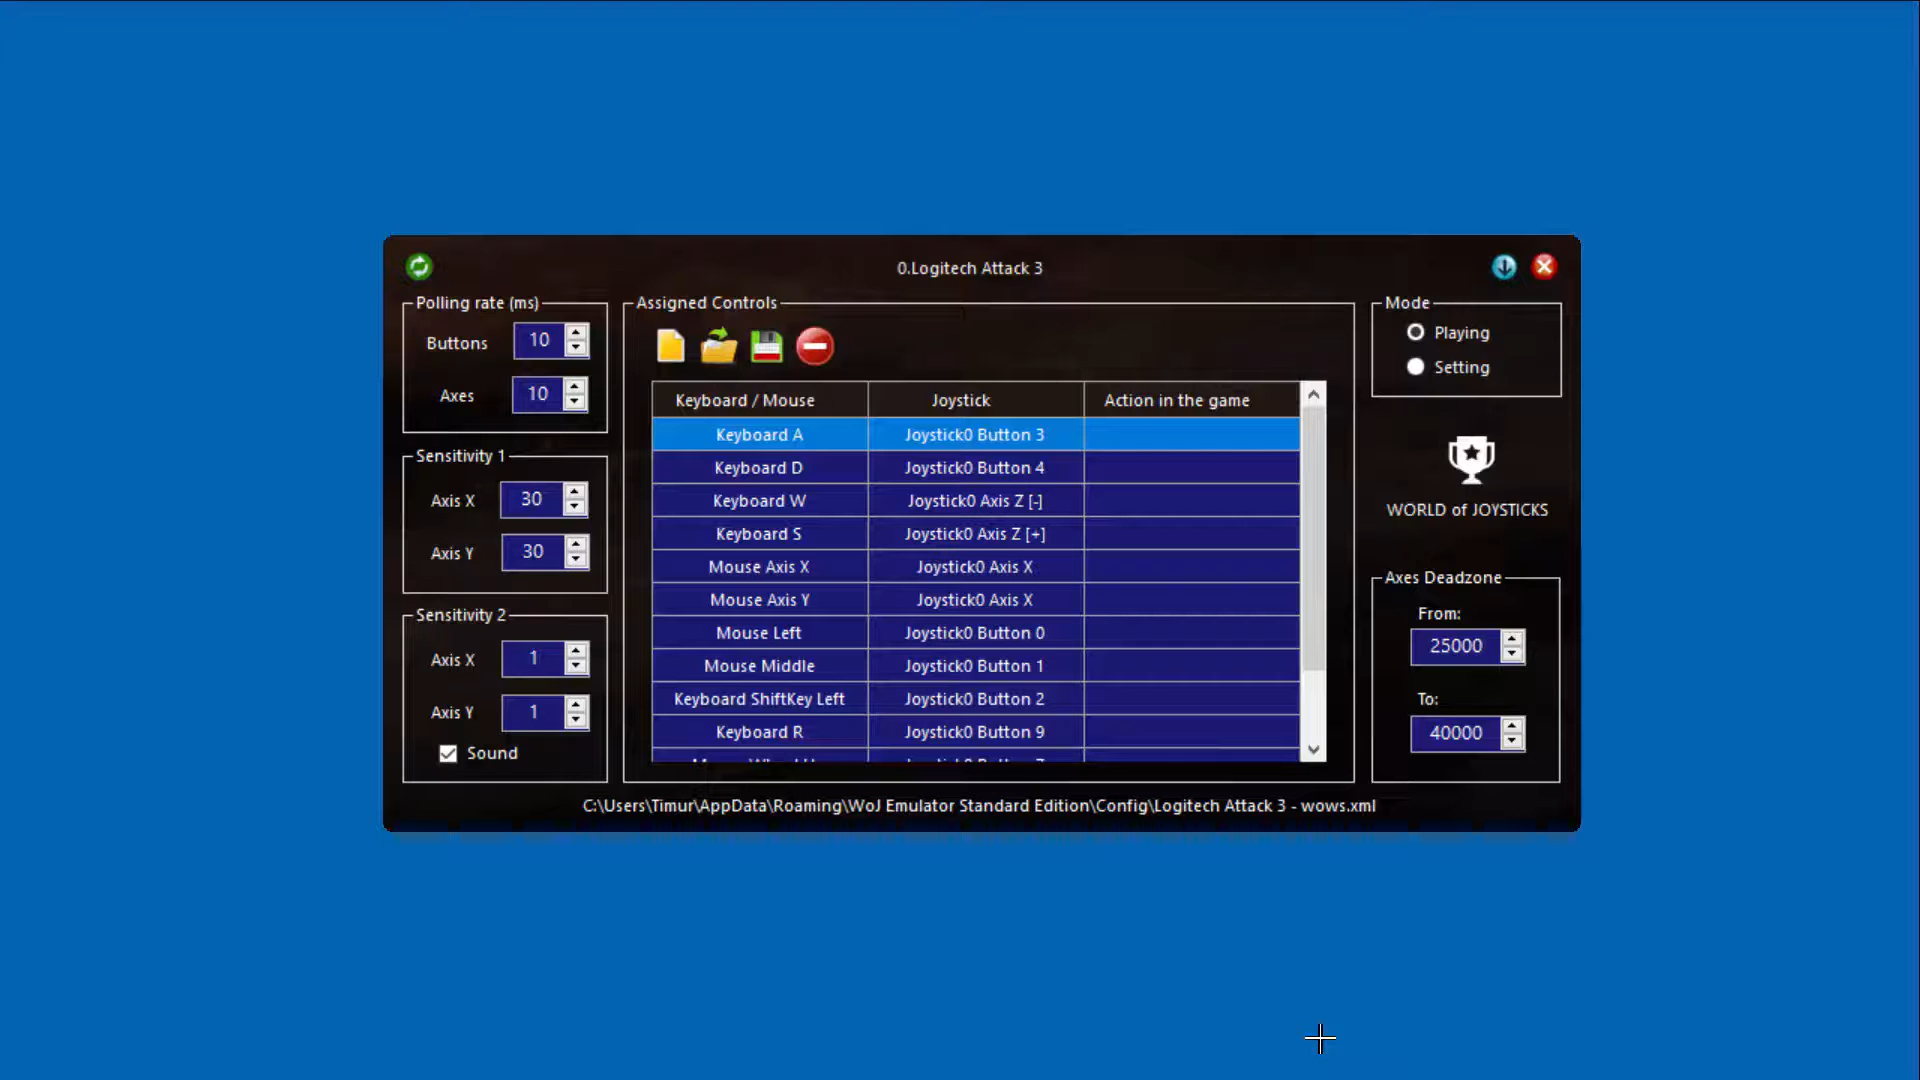 0.Logitech Attack 3
Polling rate (ms)
Buttons 10
Axes 10
Sensitivity 1
Axis X 30
Axis Y 30
Sensitivity 2
Axis X 1
Axis Y 1
Sound
Assigned Controls
Keyboard / Mouse Joystick Action in the game
Keyboard A Joystick0 Button 3
Keyboard D Joystick0 Button 4
Keyboard W Joystick0 Axis Z [-]
Keyboard S Joystick0 Axis Z [+]
Mouse Axis X Joystick0 Axis X
Mouse Axis Y Joystick0 Axis X
Mouse Left Joystick0 Button 0
Mouse Middle Joystick0 Button 1
Keyboard ShiftKey Left Joystick0 Button 2
Keyboard R Joystick0 Button 9
Mode
Playing
Setting
WORLD of JOYSTICKS
Axes Deadzone
From:
25000
To:
40000
C:\Users\Timur\AppData\Roaming\WoJ Emulator Standard Edition\Config\Logitech Attack 3 - wows.xml